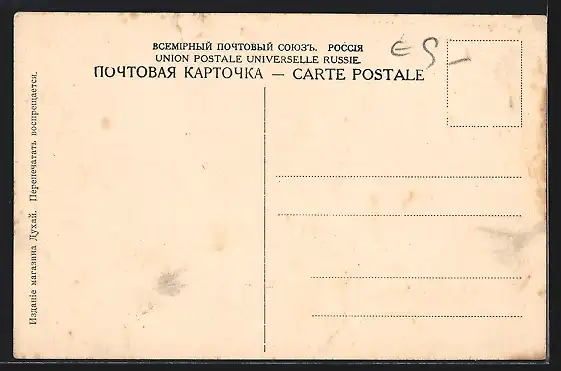 ВСЕМІРНЫЙ ПОЧТОВЫЙ СОЮЗЪ. РОССІЯ
UNION POSTALE UNIVERSELLE RUSSIE.
ПОЧТОВАЯ КАРТОЧКА — CARTE POSTALE
Изданіе магазина Духай. Перепечатать воспрещается.